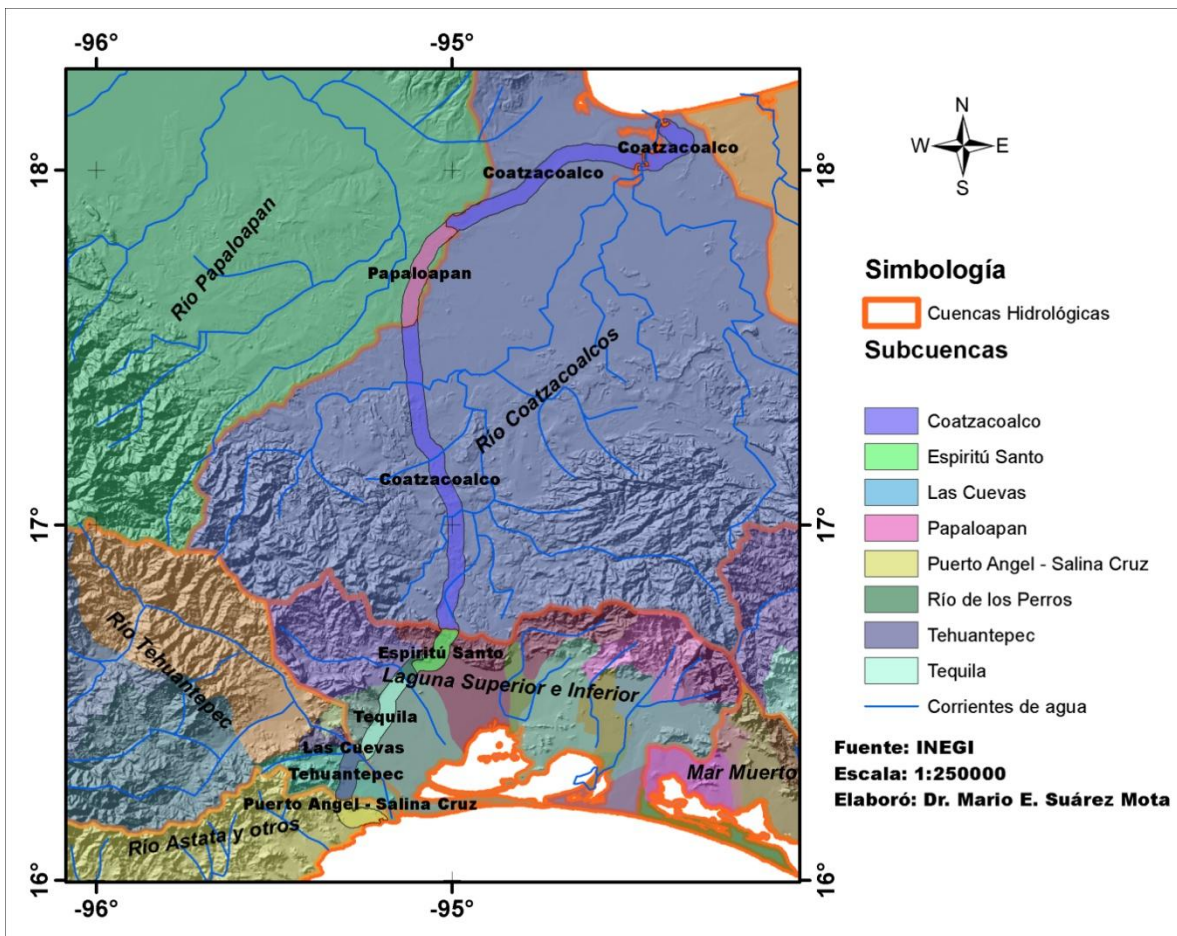 -96°
-95°
18°
18°
17°
17°
16°
16°
-96°
-95°
Coatzacoalco
Coatzacoalco
Río Papaloapan
Papaloapan
Río Coatzacoalcos
Coatzacoalco
Río Tehuantepec
Espiritú Santo
Laguna Superior e Inferior
Tequila
Las Cuevas
Tehuantepec
Mar Muerto
Puerto Angel - Salina Cruz
Río Astata y otros
N
W E
S
Simbología
Cuencas Hidrológicas
Subcuencas
Coatzacoalco
Espiritú Santo
Las Cuevas
Papaloapan
Puerto Angel - Salina Cruz
Río de los Perros
Tehuantepec
Tequila
Corrientes de agua
Fuente: INEGI
Escala: 1:250000
Elaboró: Dr. Mario E. Suárez Mota